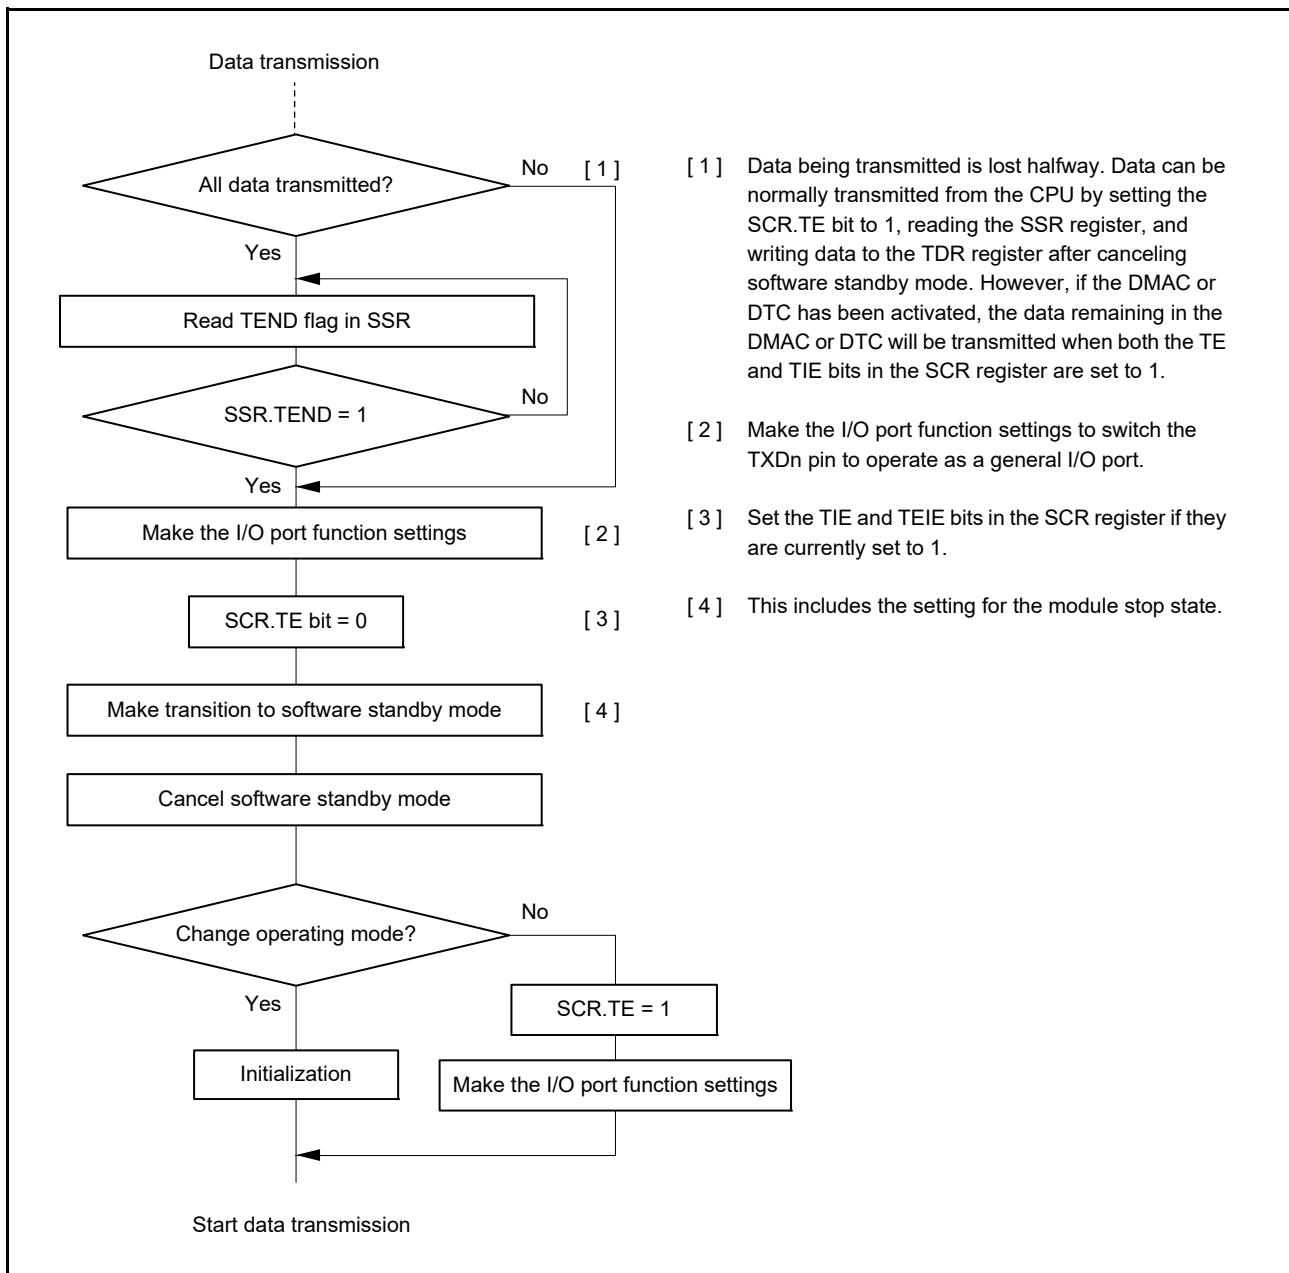 Data transmission
All data transmitted?
No
[ 1 ]
Yes
Read TEND flag in SSR
SSR.TEND = 1
No
Yes
Make the I/O port function settings
[ 2 ]
SCR.TE bit = 0
[ 3 ]
Make transition to software standby mode
[ 4 ]
Cancel software standby mode
Change operating mode?
No
Yes
SCR.TE = 1
Initialization
Make the I/O port function settings
Start data transmission
[ 1 ] Data being transmitted is lost halfway. Data can be
normally transmitted from the CPU by setting the
SCR.TE bit to 1, reading the SSR register, and
writing data to the TDR register after canceling
software standby mode. However, if the DMAC or
DTC has been activated, the data remaining in the
DMAC or DTC will be transmitted when both the TE
and TIE bits in the SCR register are set to 1.
[ 2 ] Make the I/O port function settings to switch the
TXDn pin to operate as a general I/O port.
[ 3 ] Set the TIE and TEIE bits in the SCR register if they
are currently set to 1.
[ 4 ] This includes the setting for the module stop state.